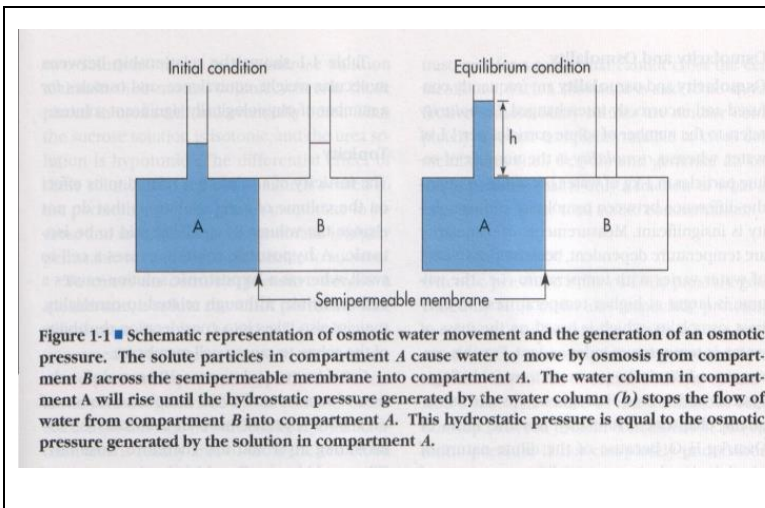 Initial condition
Equilibrium condition
h
A
B
A
B
Semipermeable membrane
Figure 1-1 ■ Schematic representation of osmotic water movement and the generation of an osmotic
pressure. The solute particles in compartment A cause water to move by osmosis from compart-
ment B across the semipermeable membrane into compartment A. The water column in compart-
ment A will rise until the hydrostatic pressure generated by the water column (h) stops the flow of
water from compartment B into compartment A. This hydrostatic pressure is equal to the osmotic
pressure generated by the solution in compartment A.